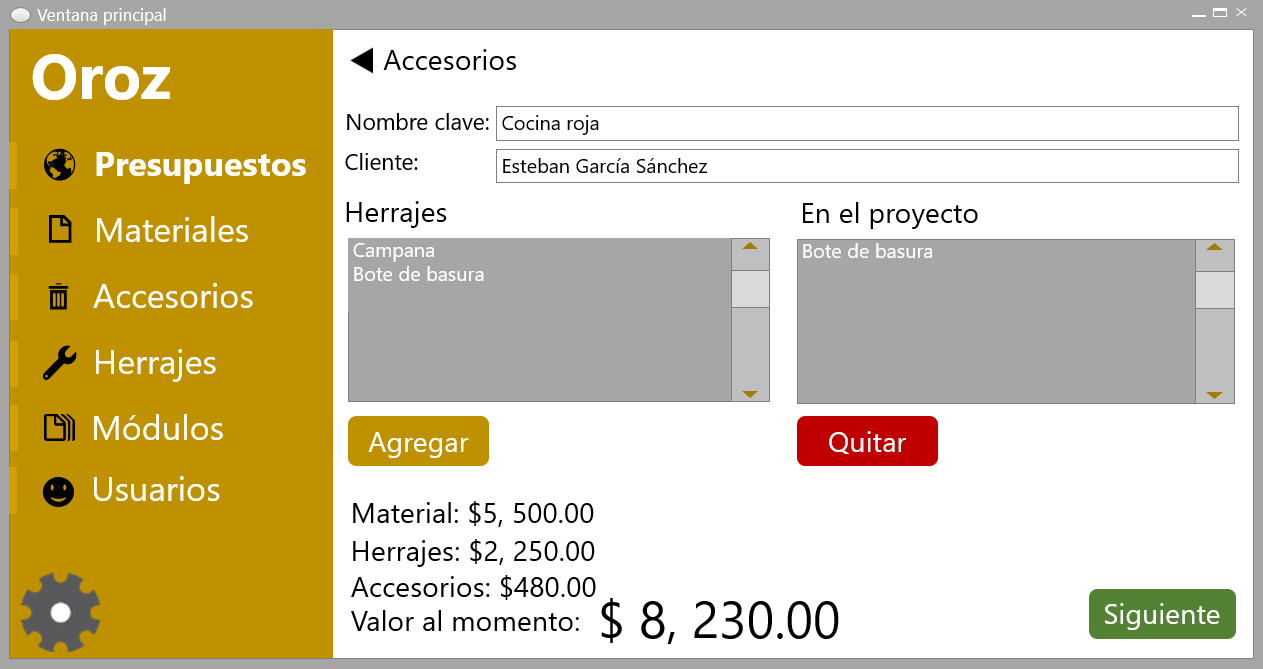 Ventana principal
Oroz
Presupuestos
Materiales
Accesorios
Herrajes
Módulos
Usuarios
Accesorios
Nombre clave: Cocina roja
Cliente: Esteban García Sánchez
Herrajes
Campana
Bote de basura
Agregar
En el proyecto
Bote de basura
Quitar
Material: $5, 500.00
Herrajes: $2, 250.00
Accesorios: $480.00
Valor al momento: $ 8, 230.00
Siguiente